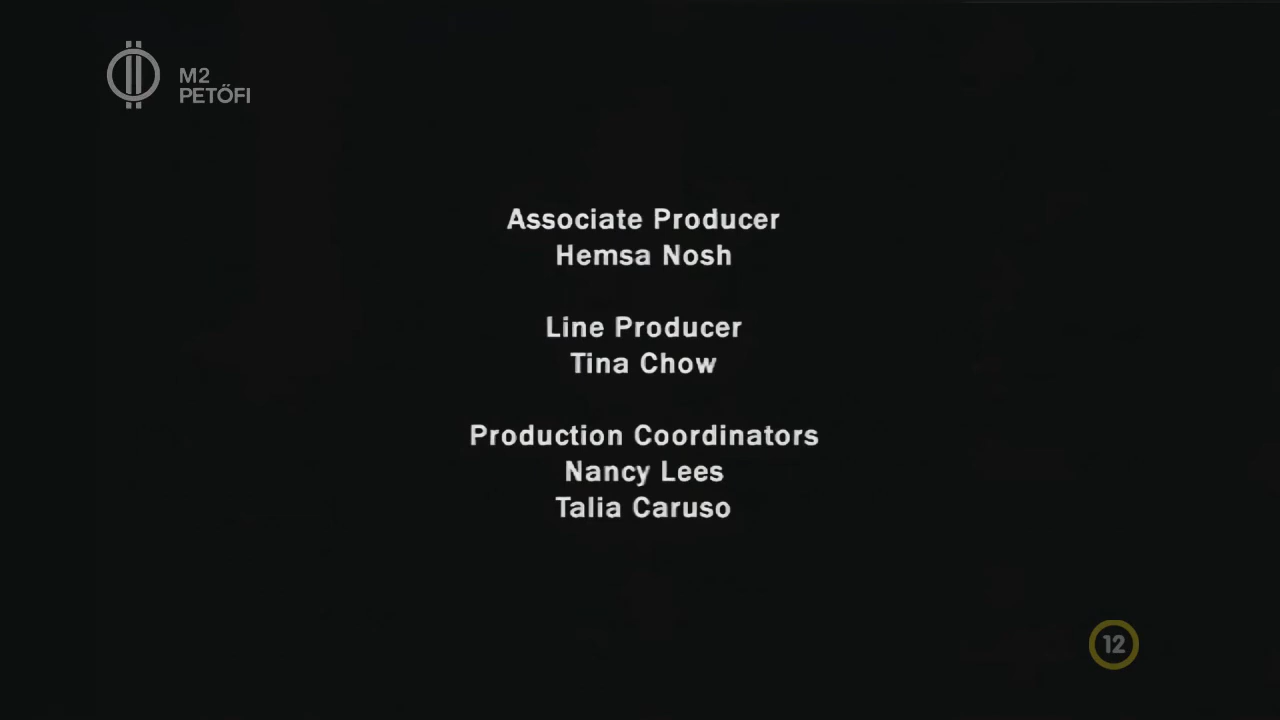 M2
PETŐFI
Associate Producer
Hemsa Nosh
Line Producer
Tina Chow
Production Coordinators
Nancy Lees
Talia Caruso
12